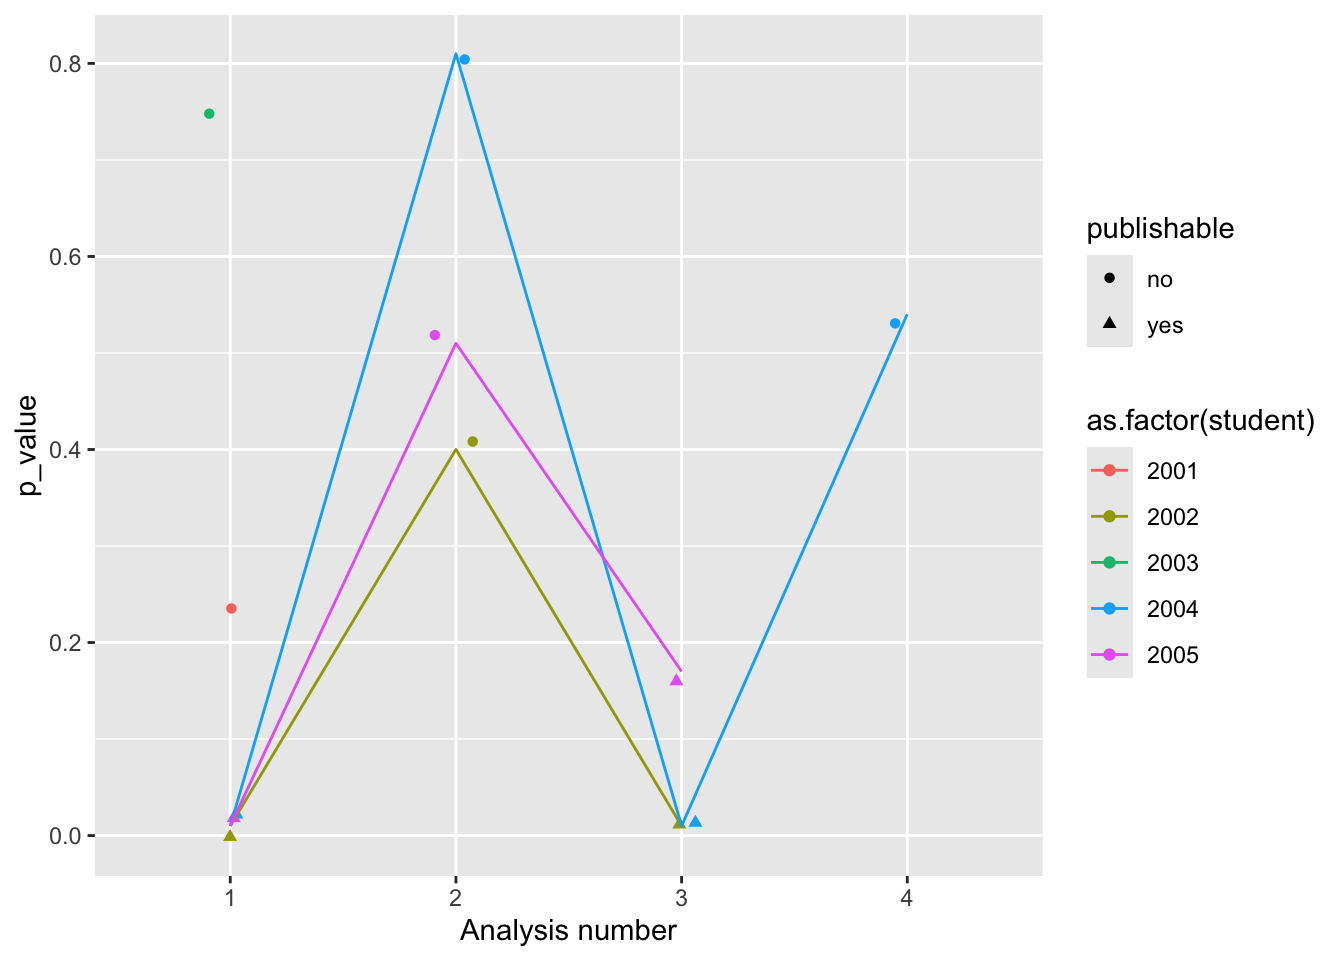 0.8
0.6
0.4
0.2
0.0
p_value
1 2 3 4
Analysis number
publishable
no
yes
as.factor(student)
2001
2002
2003
2004
2005